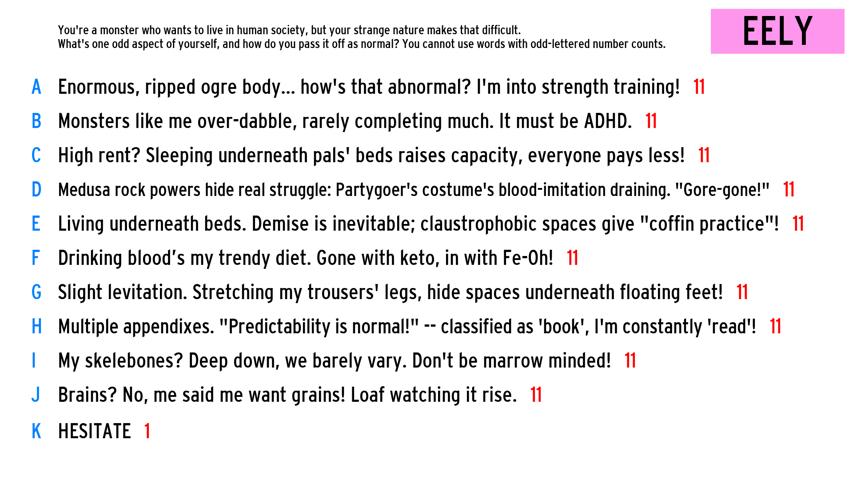 You're a monster who wants to live in human society, but your strange nature makes that difficult.
What's one odd aspect of yourself, and how do you pass it off as normal? You cannot use words with odd-lettered number counts.
EELY
A Enormous, ripped ogre body... how's that abnormal? I'm into strength training! 11
B Monsters like me over-dabble, rarely completing much. It must be ADHD. 11
C High rent? Sleeping underneath pals' beds raises capacity, everyone pays less! 11
D Medusa rock powers hide real struggle: Partygoer's costume's blood-imitation draining. "Gore-gone!" 11
E Living underneath beds. Demise is inevitable; claustrophobic spaces give "coffin practice"! 11
F Drinking blood's my trendy diet. Gone with keto, in with Fe-Oh! 11
G Slight levitation. Stretching my trousers' legs, hide spaces underneath floating feet! 11
H Multiple appendixes. "Predictability is normal!" -- classified as 'book', I'm constantly 'read'! 11
I My skelebones? Deep down, we barely vary. Don't be marrow minded! 11
J Brains? No, me said me want grains! Loaf watching it rise. 11
K HESITATE 1